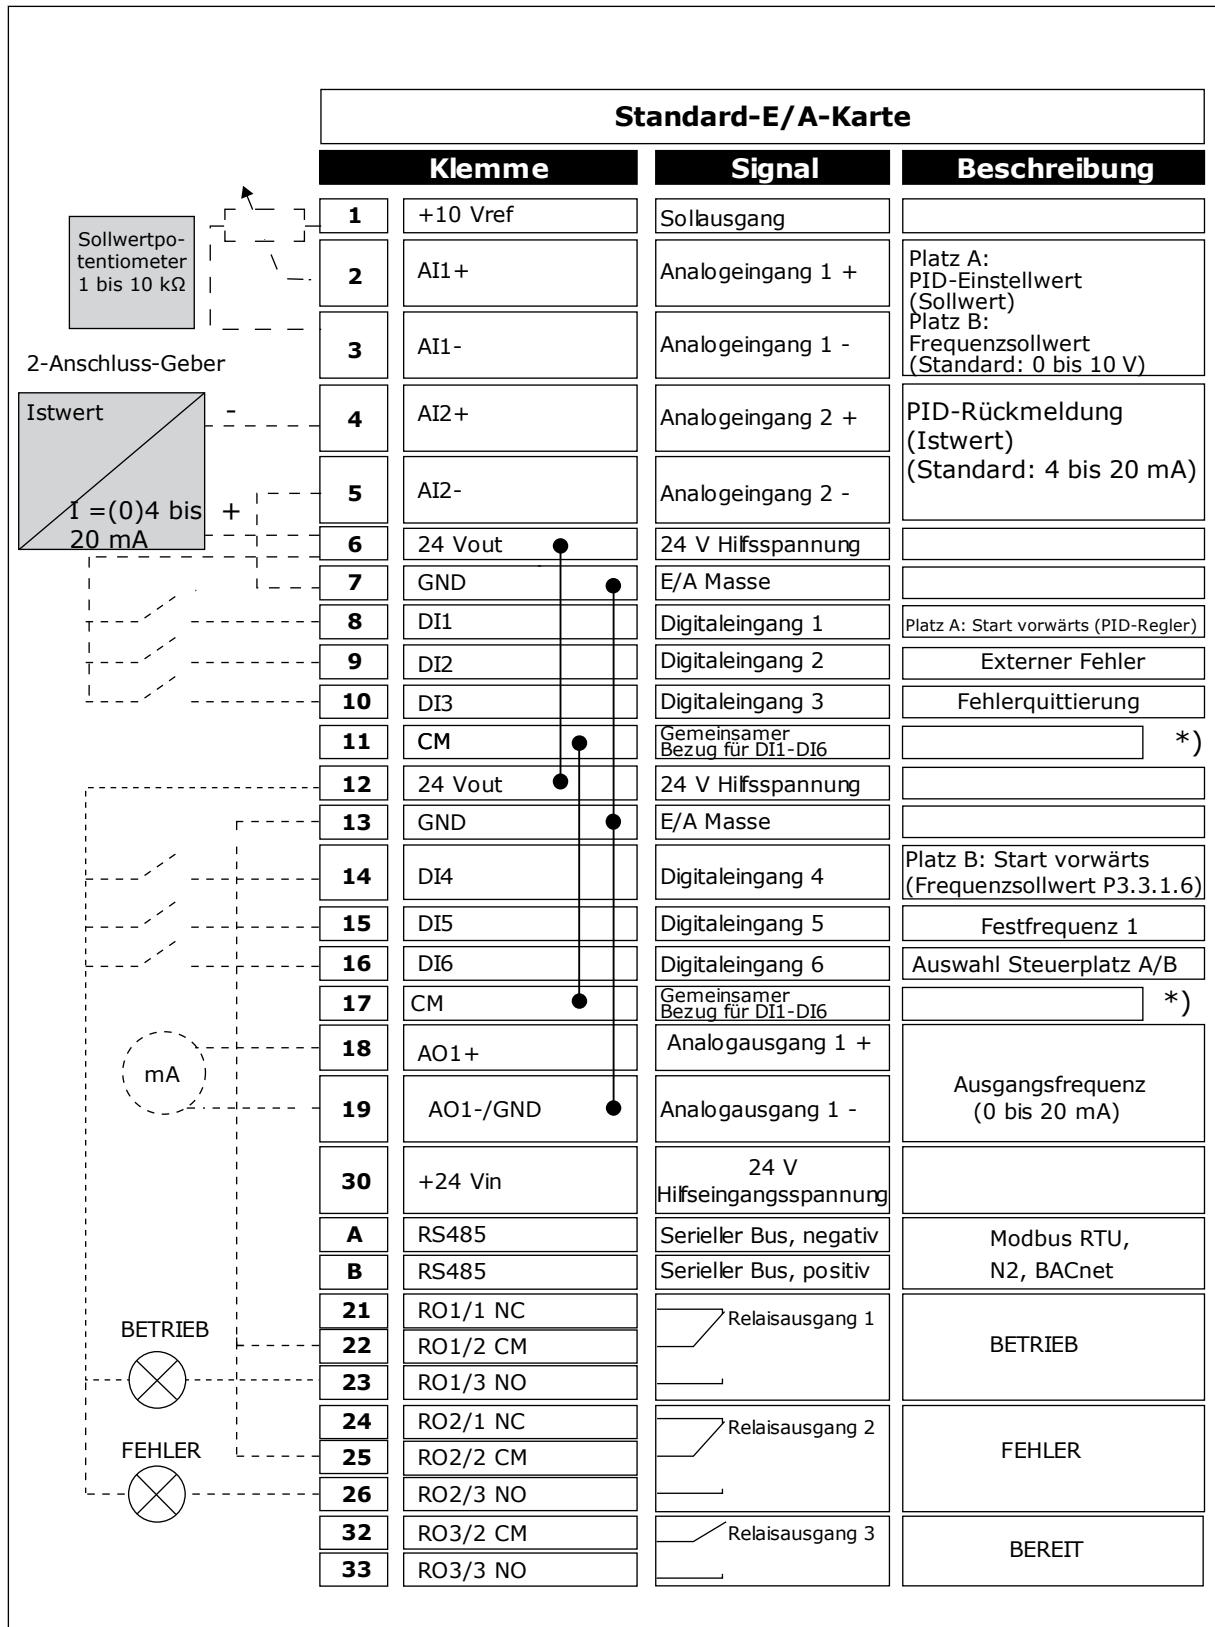 Standard-E/A-Karte
Klemme Signal Beschreibung
Sollwertpo-
tentiometer
1 bis 10 kΩ
2-Anschluss-Geber
Istwert
-
I =(0)4 bis
20 mA
+
1 +10 Vref Sollausgang
2 AI1+ Analogeingang 1 +
3 AI1- Analogeingang 1 -
Platz A:
PID-Einstellwert
(Sollwert)
Platz B:
Frequenzsollwert
(Standard: 0 bis 10 V)
4 AI2+ Analogeingang 2 +
5 AI2- Analogeingang 2 -
PID-Rückmeldung
(Istwert)
(Standard: 4 bis 20 mA)
6 24 Vout 24 V Hilfsspannung
7 GND E/A Masse
8 DI1 Digitaleingang 1 Platz A: Start vorwärts (PID-Regler)
9 DI2 Digitaleingang 2 Externer Fehler
10 DI3 Digitaleingang 3 Fehlerquittierung
11 CM Gemeinsamer
Bezug für DI1-DI6
*)
12 24 Vout 24 V Hilfsspannung
13 GND E/A Masse
14 DI4 Digitaleingang 4
Platz B: Start vorwärts
(Frequenzsollwert P3.3.1.6)
15 DI5 Digitaleingang 5 Festfrequenz 1
16 DI6 Digitaleingang 6 Auswahl Steuerplatz A/B
17 CM Gemeinsamer
Bezug für DI1-DI6
*)
mA
18 AO1+ Analogausgang 1 +
19 AO1-/GND Analogausgang 1 -
Ausgangsfrequenz
(0 bis 20 mA)
30 +24 Vin 24 V
Hilfseingangsspannung
A RS485 Serieller Bus, negativ
B RS485 Serieller Bus, positiv
Modbus RTU,
N2, BACnet
BETRIEB
21 RO1/1 NC
22 RO1/2 CM
23 RO1/3 NO
Relaisausgang 1
BETRIEB
FEHLER
24 RO2/1 NC
25 RO2/2 CM
26 RO2/3 NO
Relaisausgang 2
FEHLER
32 RO3/2 CM
33 RO3/3 NO
Relaisausgang 3
BEREIT